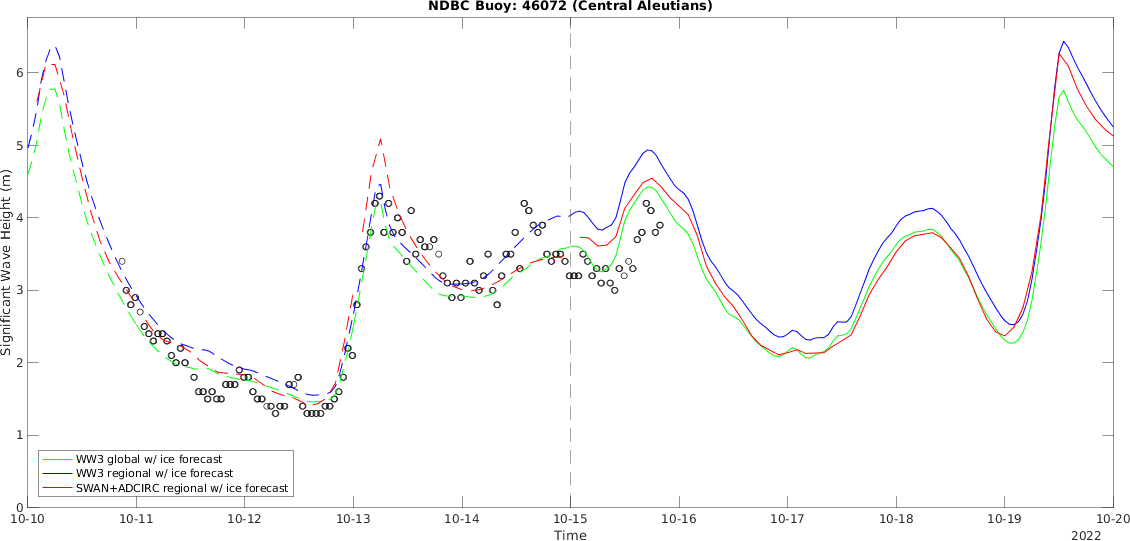 NDBC Buoy: 46072 (Central Aleutians)
Significant Wave Height (m)
6
5
4
3
2
1
0
WW3 global w/ ice forecast
WW3 regional w/ ice forecast
SWAN+ADCIRC regional w/ ice forecast
10-10 10-11 10-12 10-13 10-14 10-15 10-16 10-17 10-18 10-19 10-20
Time
2022